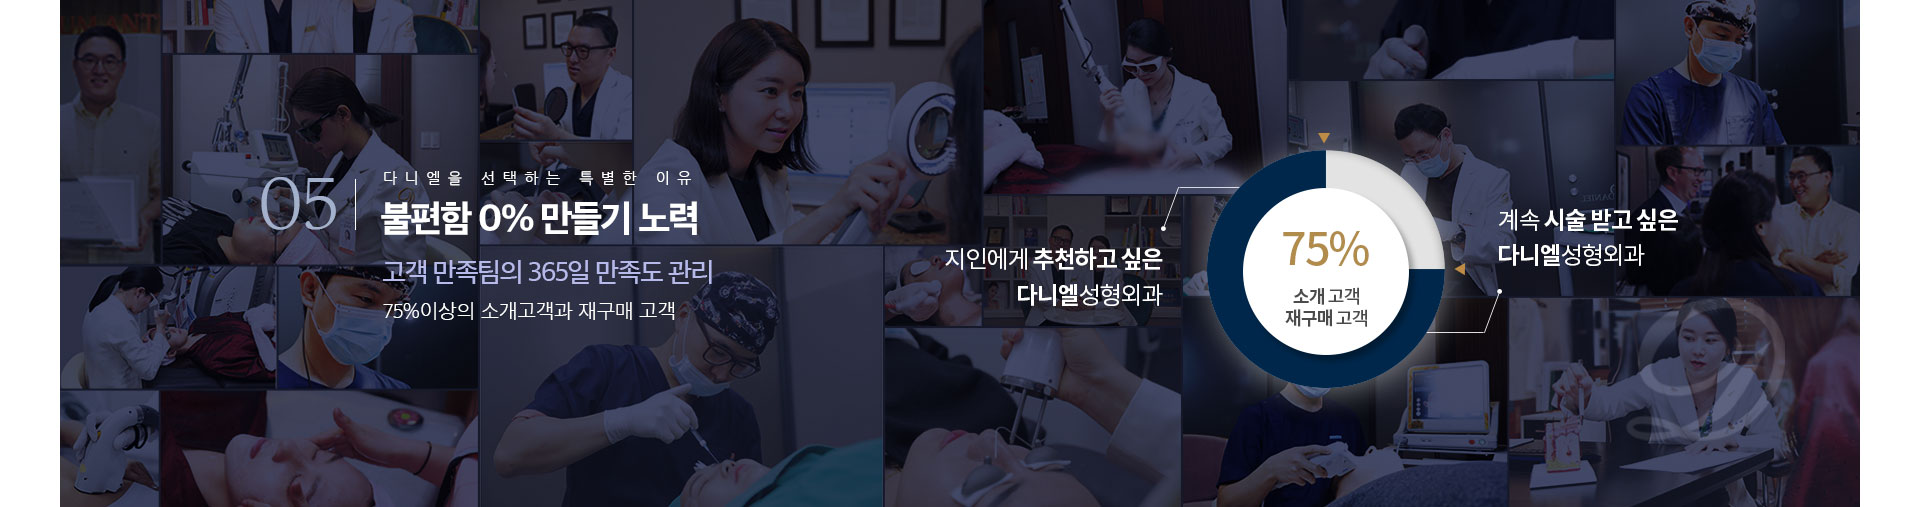 05
다니엘을 선택하는 특별한 이유
불편함 0% 만들기 노력
고객 만족팀의 365일 만족도 관리
75%이상의 소개고객과 재구매 고객
지인에게 추천하고 싶은
다니엘성형외과
75%
소개 고객
재구매 고객
계속 시술 받고 싶은
다니엘성형외과